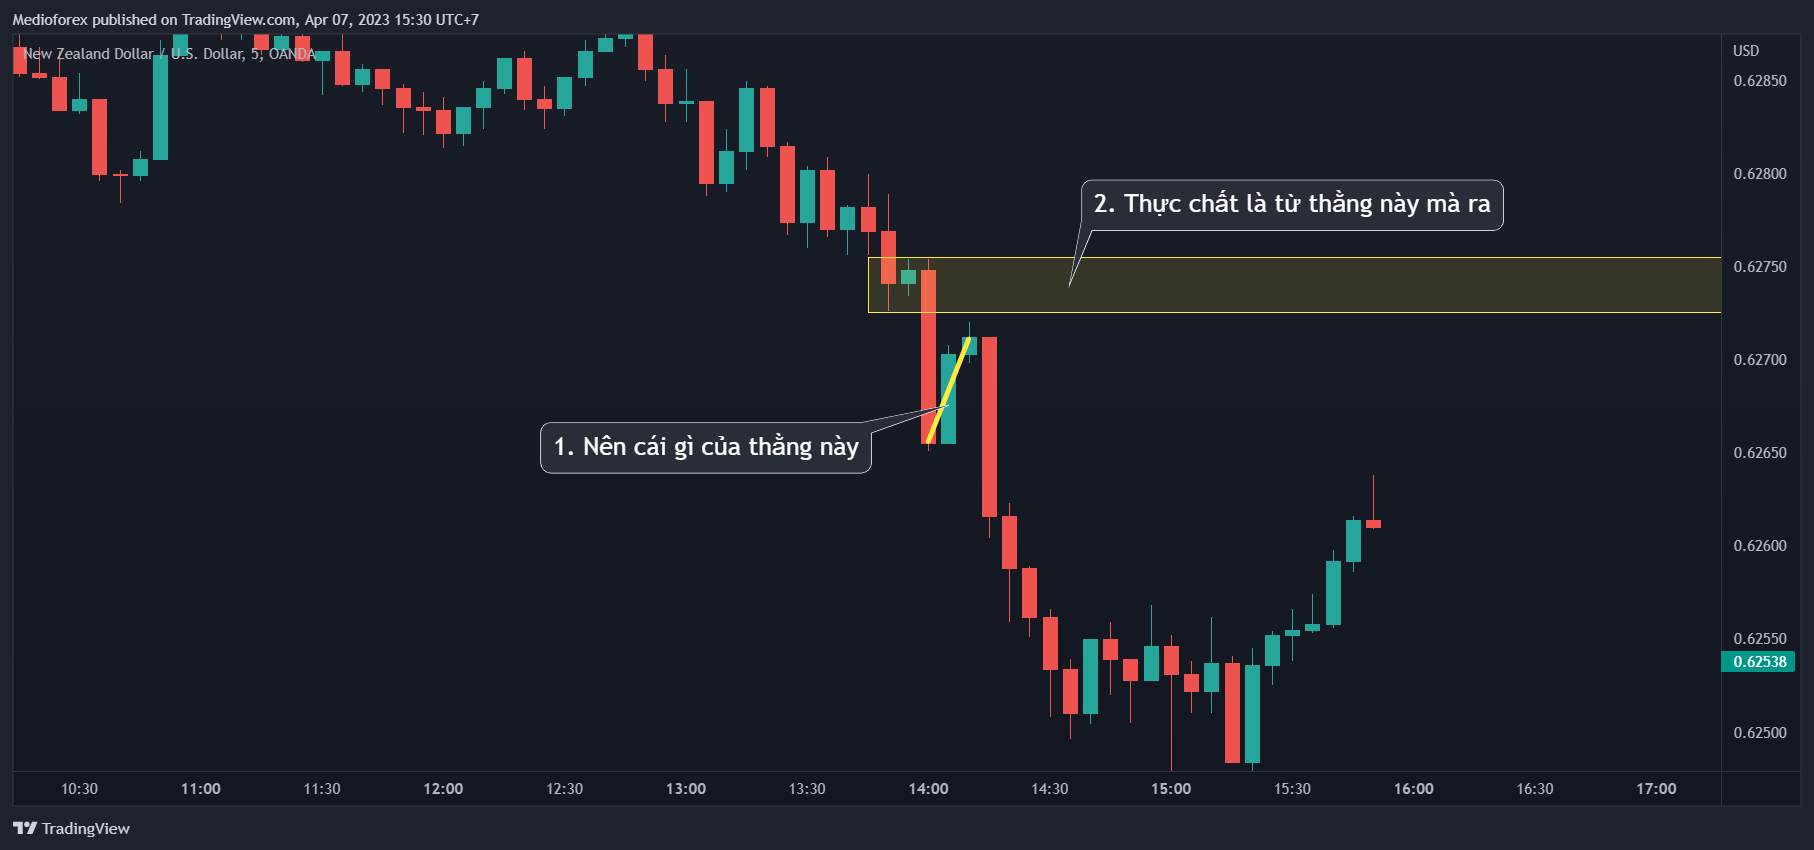 Medioforex published on TradingView.com, Apr 07, 2023 15:30 UTC+7
New Zealand Dollar / U.S. Dollar, 5, OANDA
USD
0.62850
0.62800
2. Thực chất là từ thằng này mà ra
0.62750
0.62700
1. Nên cái gì của thằng này
0.62650
0.62600
0.62550
0.62538
0.62500
10:30 11:00 11:30 12:00 12:30 13:00 13:30 14:00 14:30 15:00 15:30 16:00 16:30 17:00
TradingView